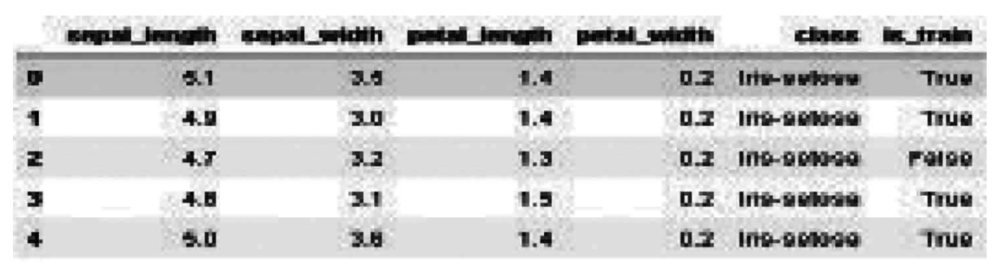 sepal_length sepal_width petal_length petal_width class is_train
0 5.1 3.5 1.4 0.2 Iris-setosa True
1 4.9 3.0 1.4 0.2 Iris-setosa True
2 4.7 3.2 1.3 0.2 Iris-setosa False
3 4.6 3.1 1.5 0.2 Iris-setosa True
4 5.0 3.6 1.4 0.2 Iris-setosa True